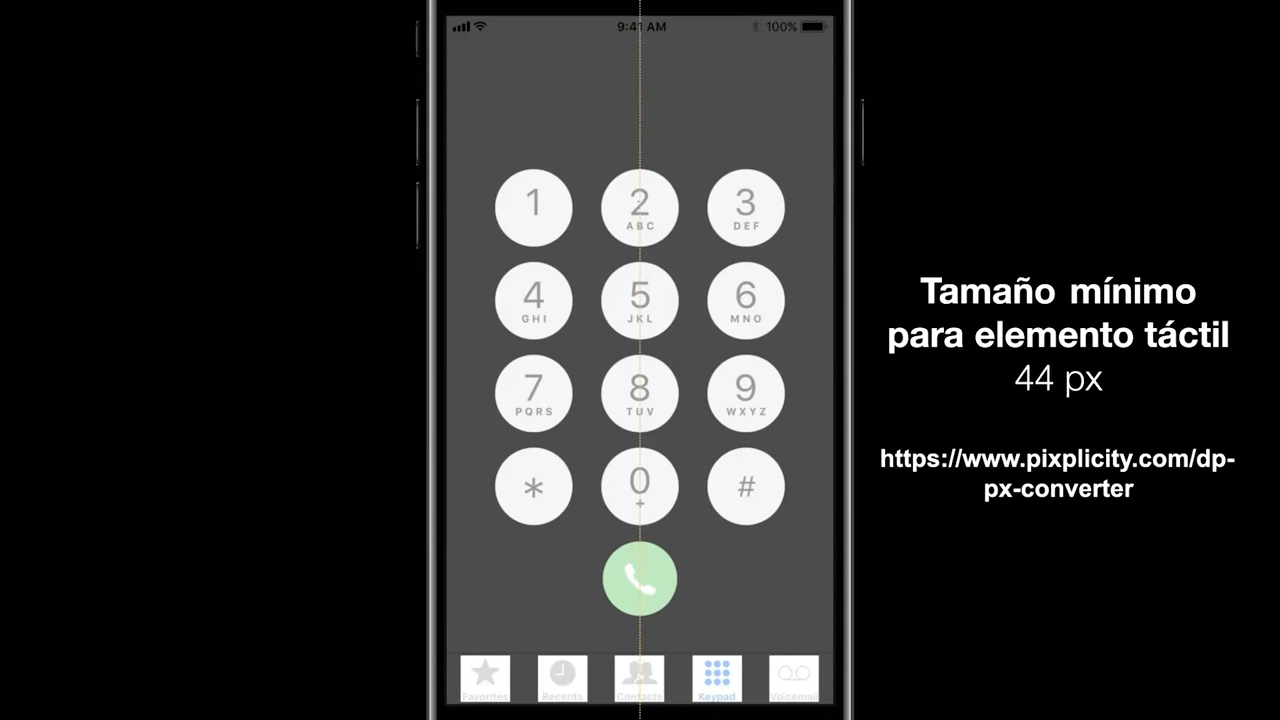 9:41 AM
100%
1
2
3
ABC
DEF
4
5
6
GHI
JKL
MNO
7
8
9
PQRS
TUV
WXYZ
*
0
#
+
Favorites
Recents
Contacts
Keypad
Voicemail
Tamaño mínimo
para elemento táctil
44 px
https://www.pixplicity.com/dp-
px-converter